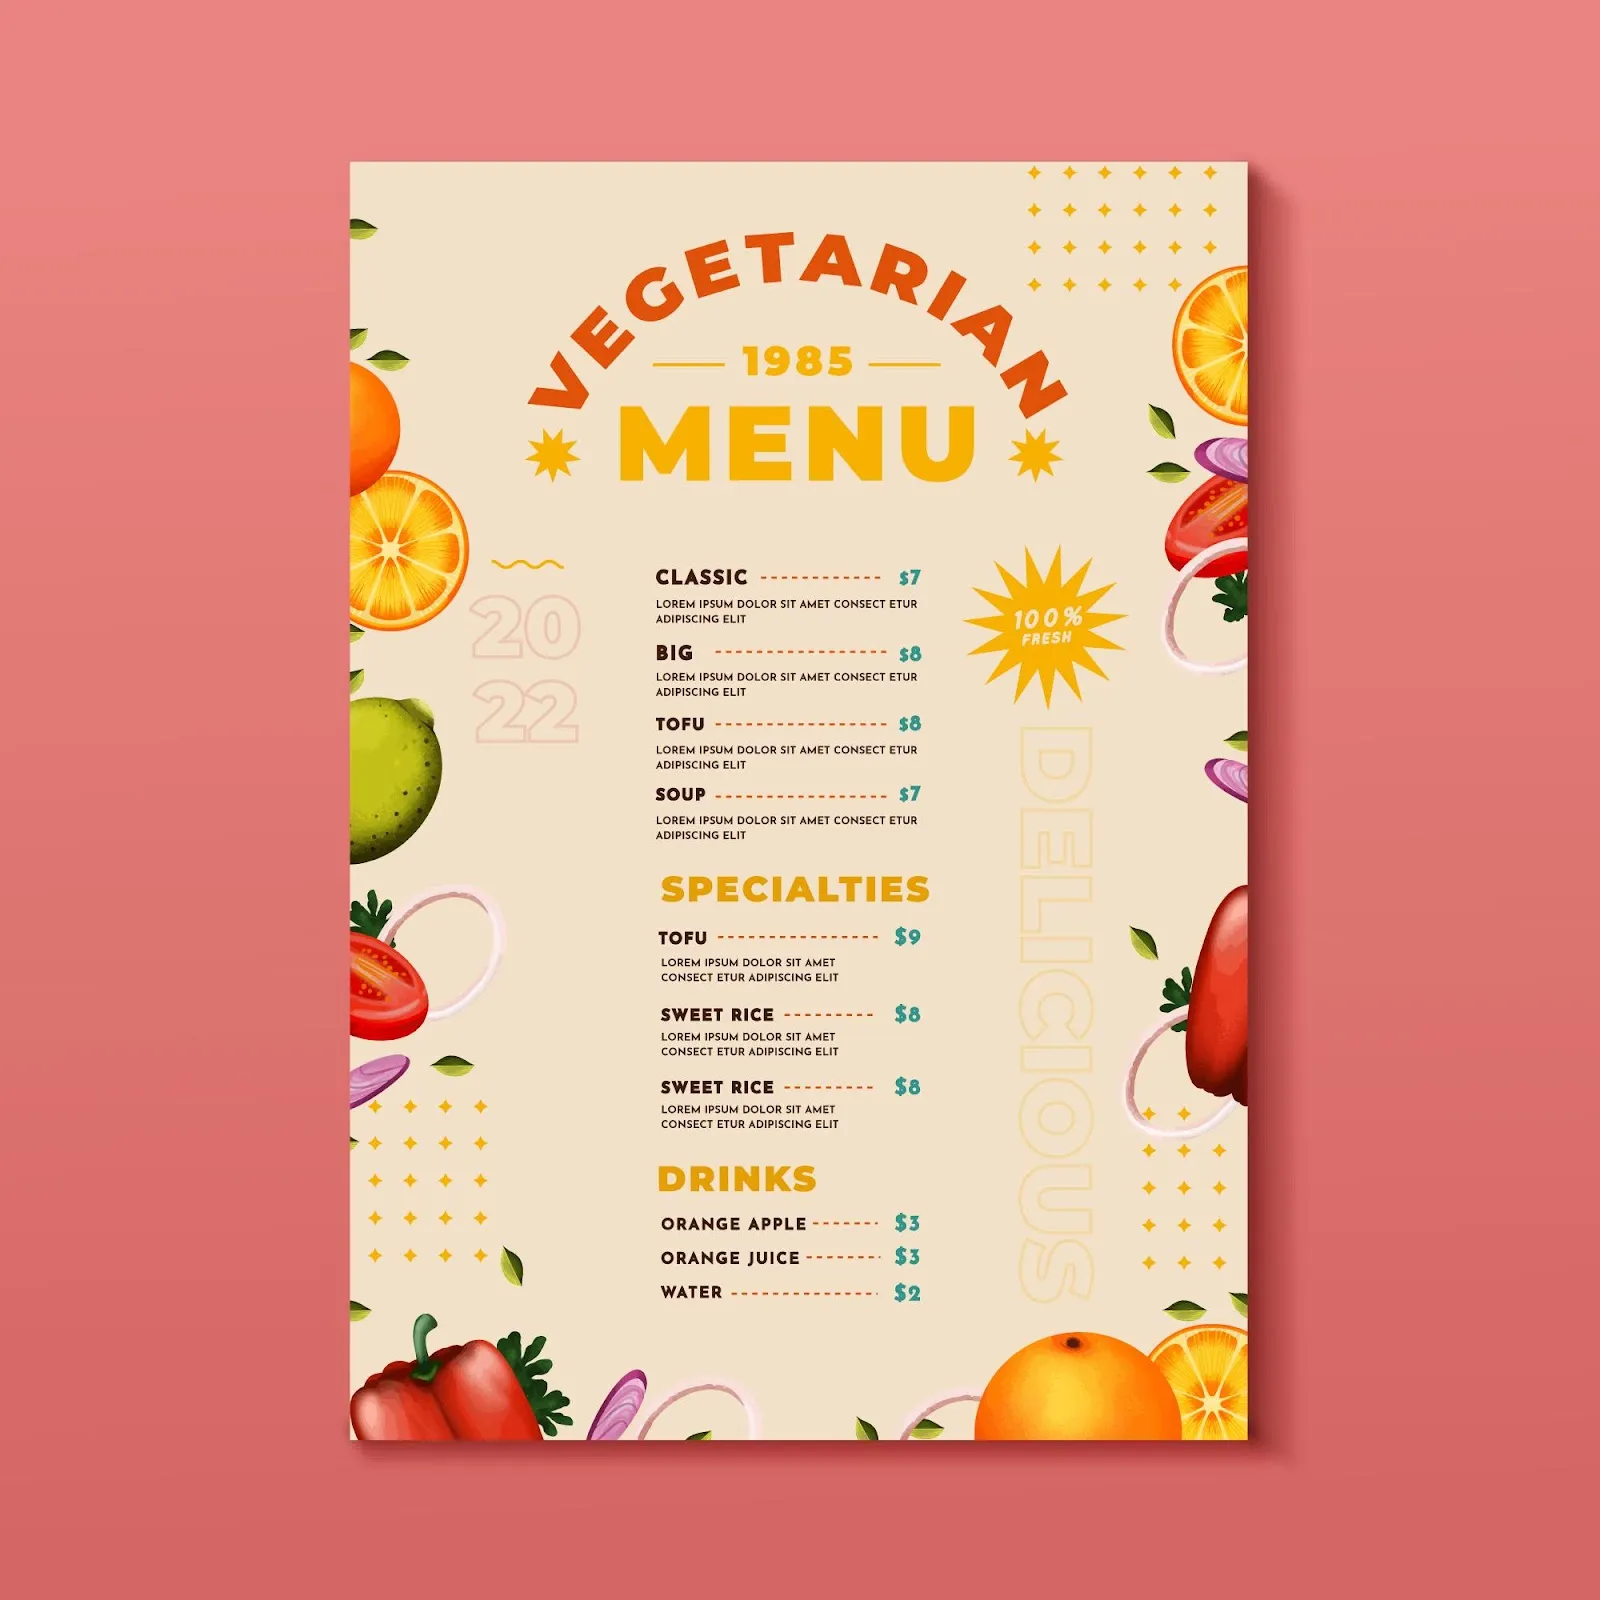 VEGETARIAN
1985
MENU
20
22
100%
FRESH
DELICIOUS
CLASSIC $7
LOREM IPSUM DOLOR SIT AMET CONSECT ETUR
ADIPISCING ELIT
BIG $8
LOREM IPSUM DOLOR SIT AMET CONSECT ETUR
ADIPISCING ELIT
TOFU $8
LOREM IPSUM DOLOR SIT AMET CONSECT ETUR
ADIPISCING ELIT
SOUP $7
LOREM IPSUM DOLOR SIT AMET CONSECT ETUR
ADIPISCING ELIT
SPECIALTIES
TOFU $9
LOREM IPSUM DOLOR SIT AMET
CONSECT ETUR ADIPISCING ELIT
SWEET RICE $8
LOREM IPSUM DOLOR SIT AMET
CONSECT ETUR ADIPISCING ELIT
SWEET RICE $8
LOREM IPSUM DOLOR SIT AMET
CONSECT ETUR ADIPISCING ELIT
DRINKS
ORANGE APPLE $3
ORANGE JUICE $3
WATER $2